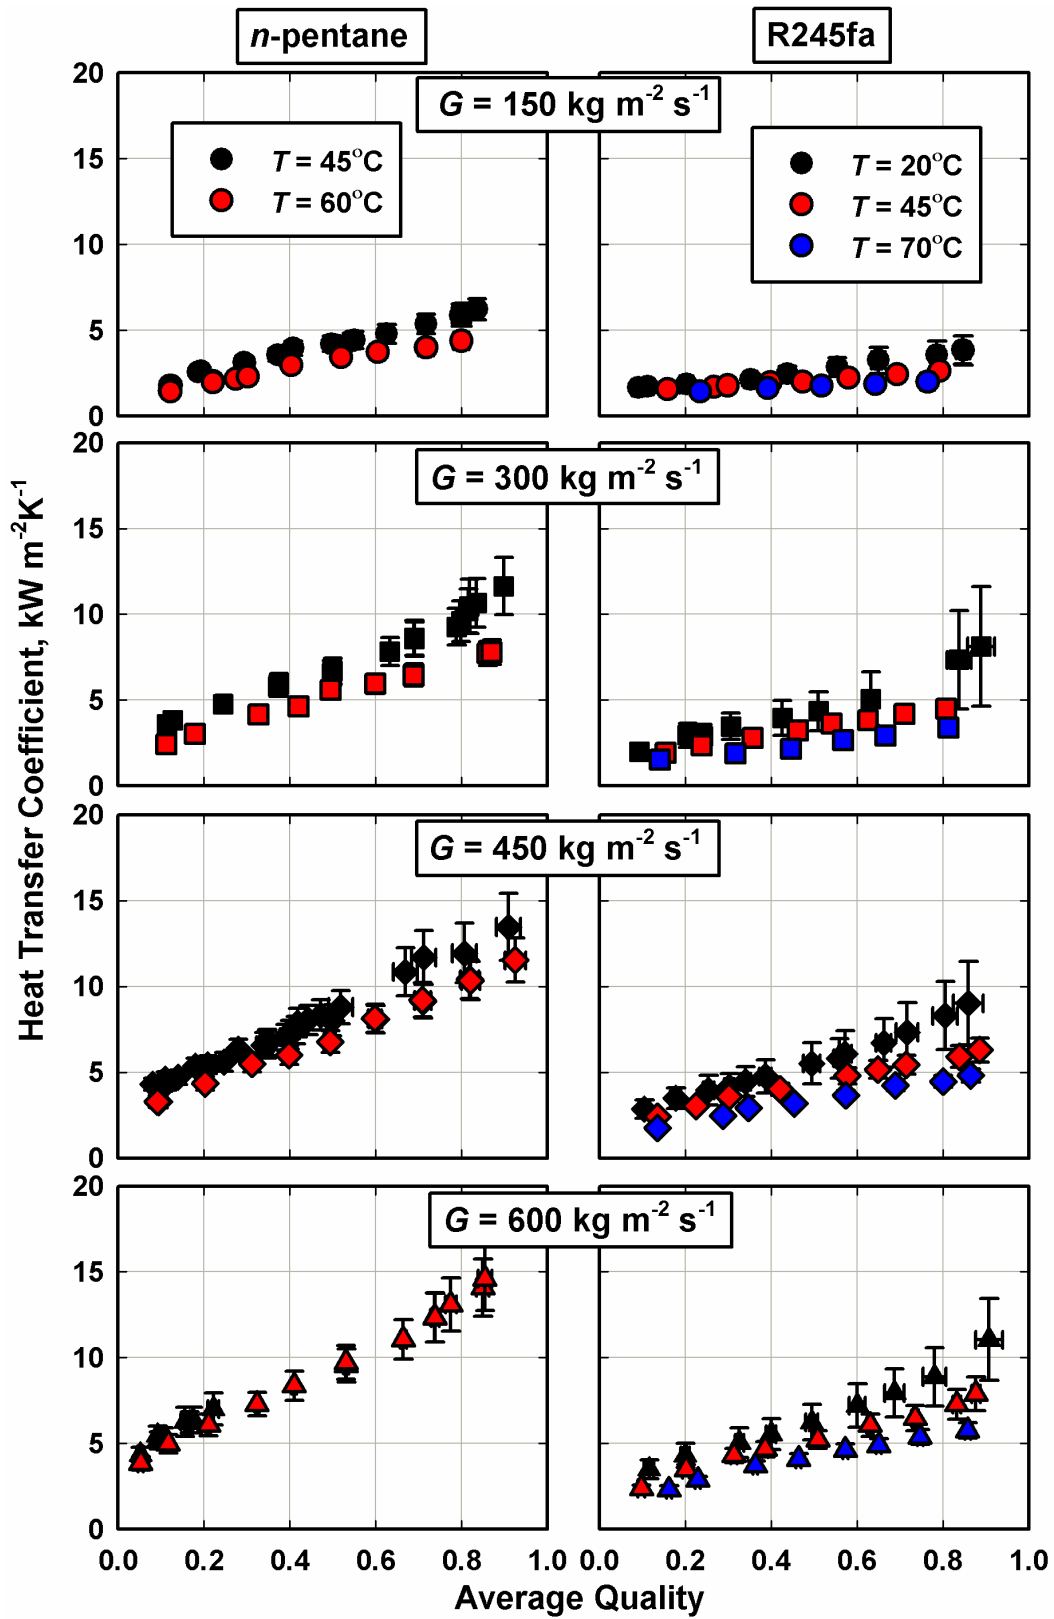 n-pentane
R245fa
G = 150 kg m-2 s-1
T = 45°C
T = 60°C
T = 20°C
T = 45°C
T = 70°C
20
15
10
5
0
G = 300 kg m-2 s-1
20
15
10
5
0
Heat Transfer Coefficient, kW m-2K-1
G = 450 kg m-2 s-1
20
15
10
5
0
G = 600 kg m-2 s-1
20
15
10
5
0
0.0 0.2 0.4 0.6 0.8 1.0 0.0 0.2 0.4 0.6 0.8 1.0
Average Quality